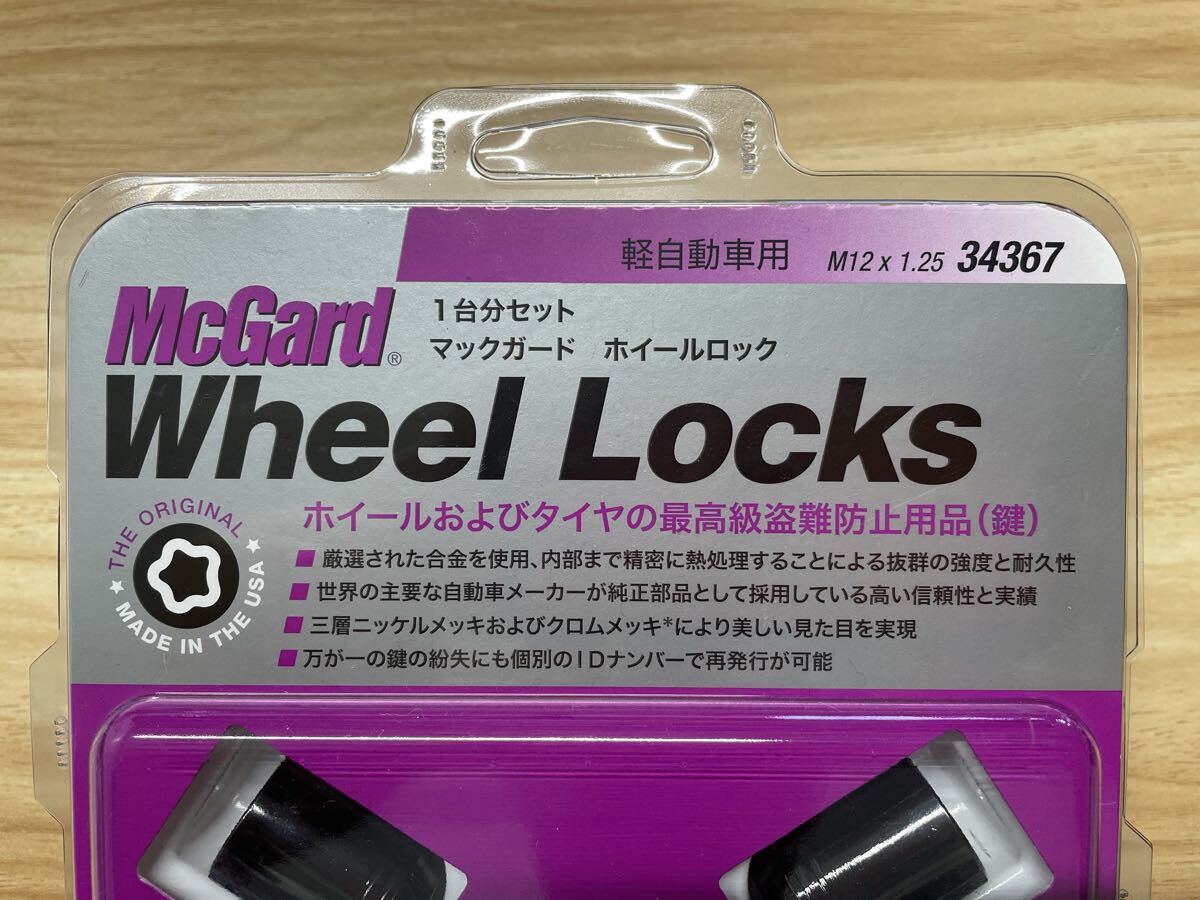 軽自動車用 M12 x 1.25 34367
McGard®
1台分セット
マックガード ホイールロック
Wheel Locks
THE ORIGINAL
★ MADE IN THE USA ★
ホイールおよびタイヤの最高級盗難防止用品(鍵)
■ 厳選された合金を使用、内部まで精密に熱処理することによる抜群の強度と耐久性
■ 世界の主要な自動車メーカーが純正部品として採用している高い信頼性と実績
■ 三層ニッケルメッキおよびクロムメッキ*により美しい見た目を実現
■ 万が一の鍵の紛失にも個別のIDナンバーで再発行が可能